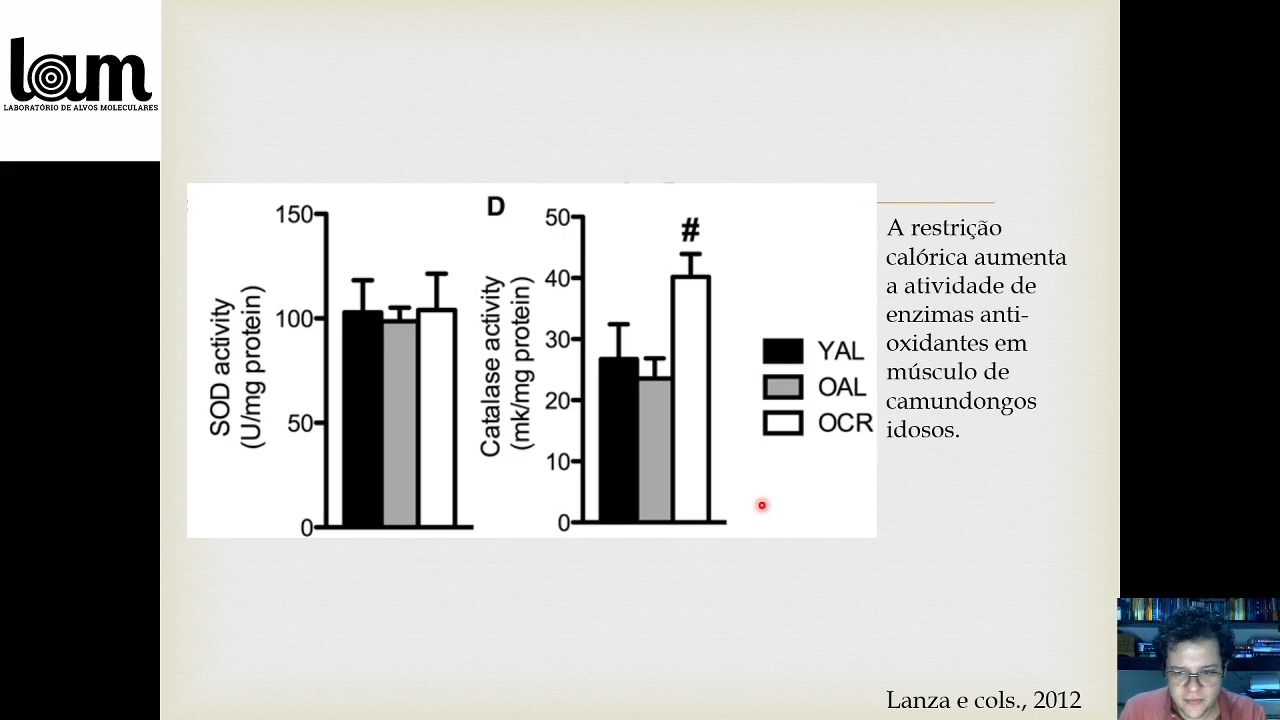 lam
LABORATÓRIO DE ALVOS MOLECULARES
150
100
50
0
SOD activity
(U/mg protein)
D
50
40
30
20
10
0
Catalase activity
(mk/mg protein)
#
YAL
OAL
OCR
A restrição
calórica aumenta
a atividade de
enzimas anti-
oxidantes em
músculo de
camundongos
idosos.
Lanza e cols., 2012